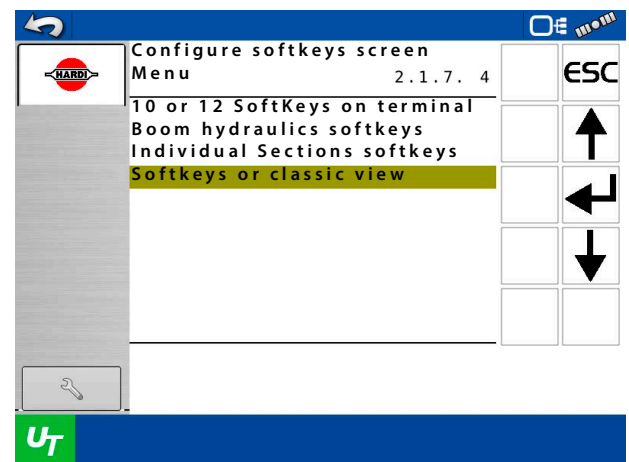 Configure softkeys screen
HARDI
Menu 2.1.7. 4
ESC
10 or 12 SoftKeys on terminal
Boom hydraulics softkeys
Individual Sections softkeys
Softkeys or classic view
UT